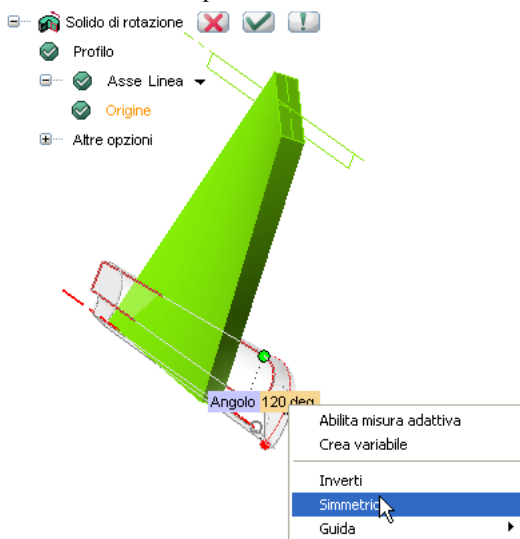 Solido di rotazione
Profilo
Asse Linea
Origine
Altre opzioni
Angolo 120 deg
Abilita misura adattiva
Crea variabile
Inverti
Simmetric
Guida